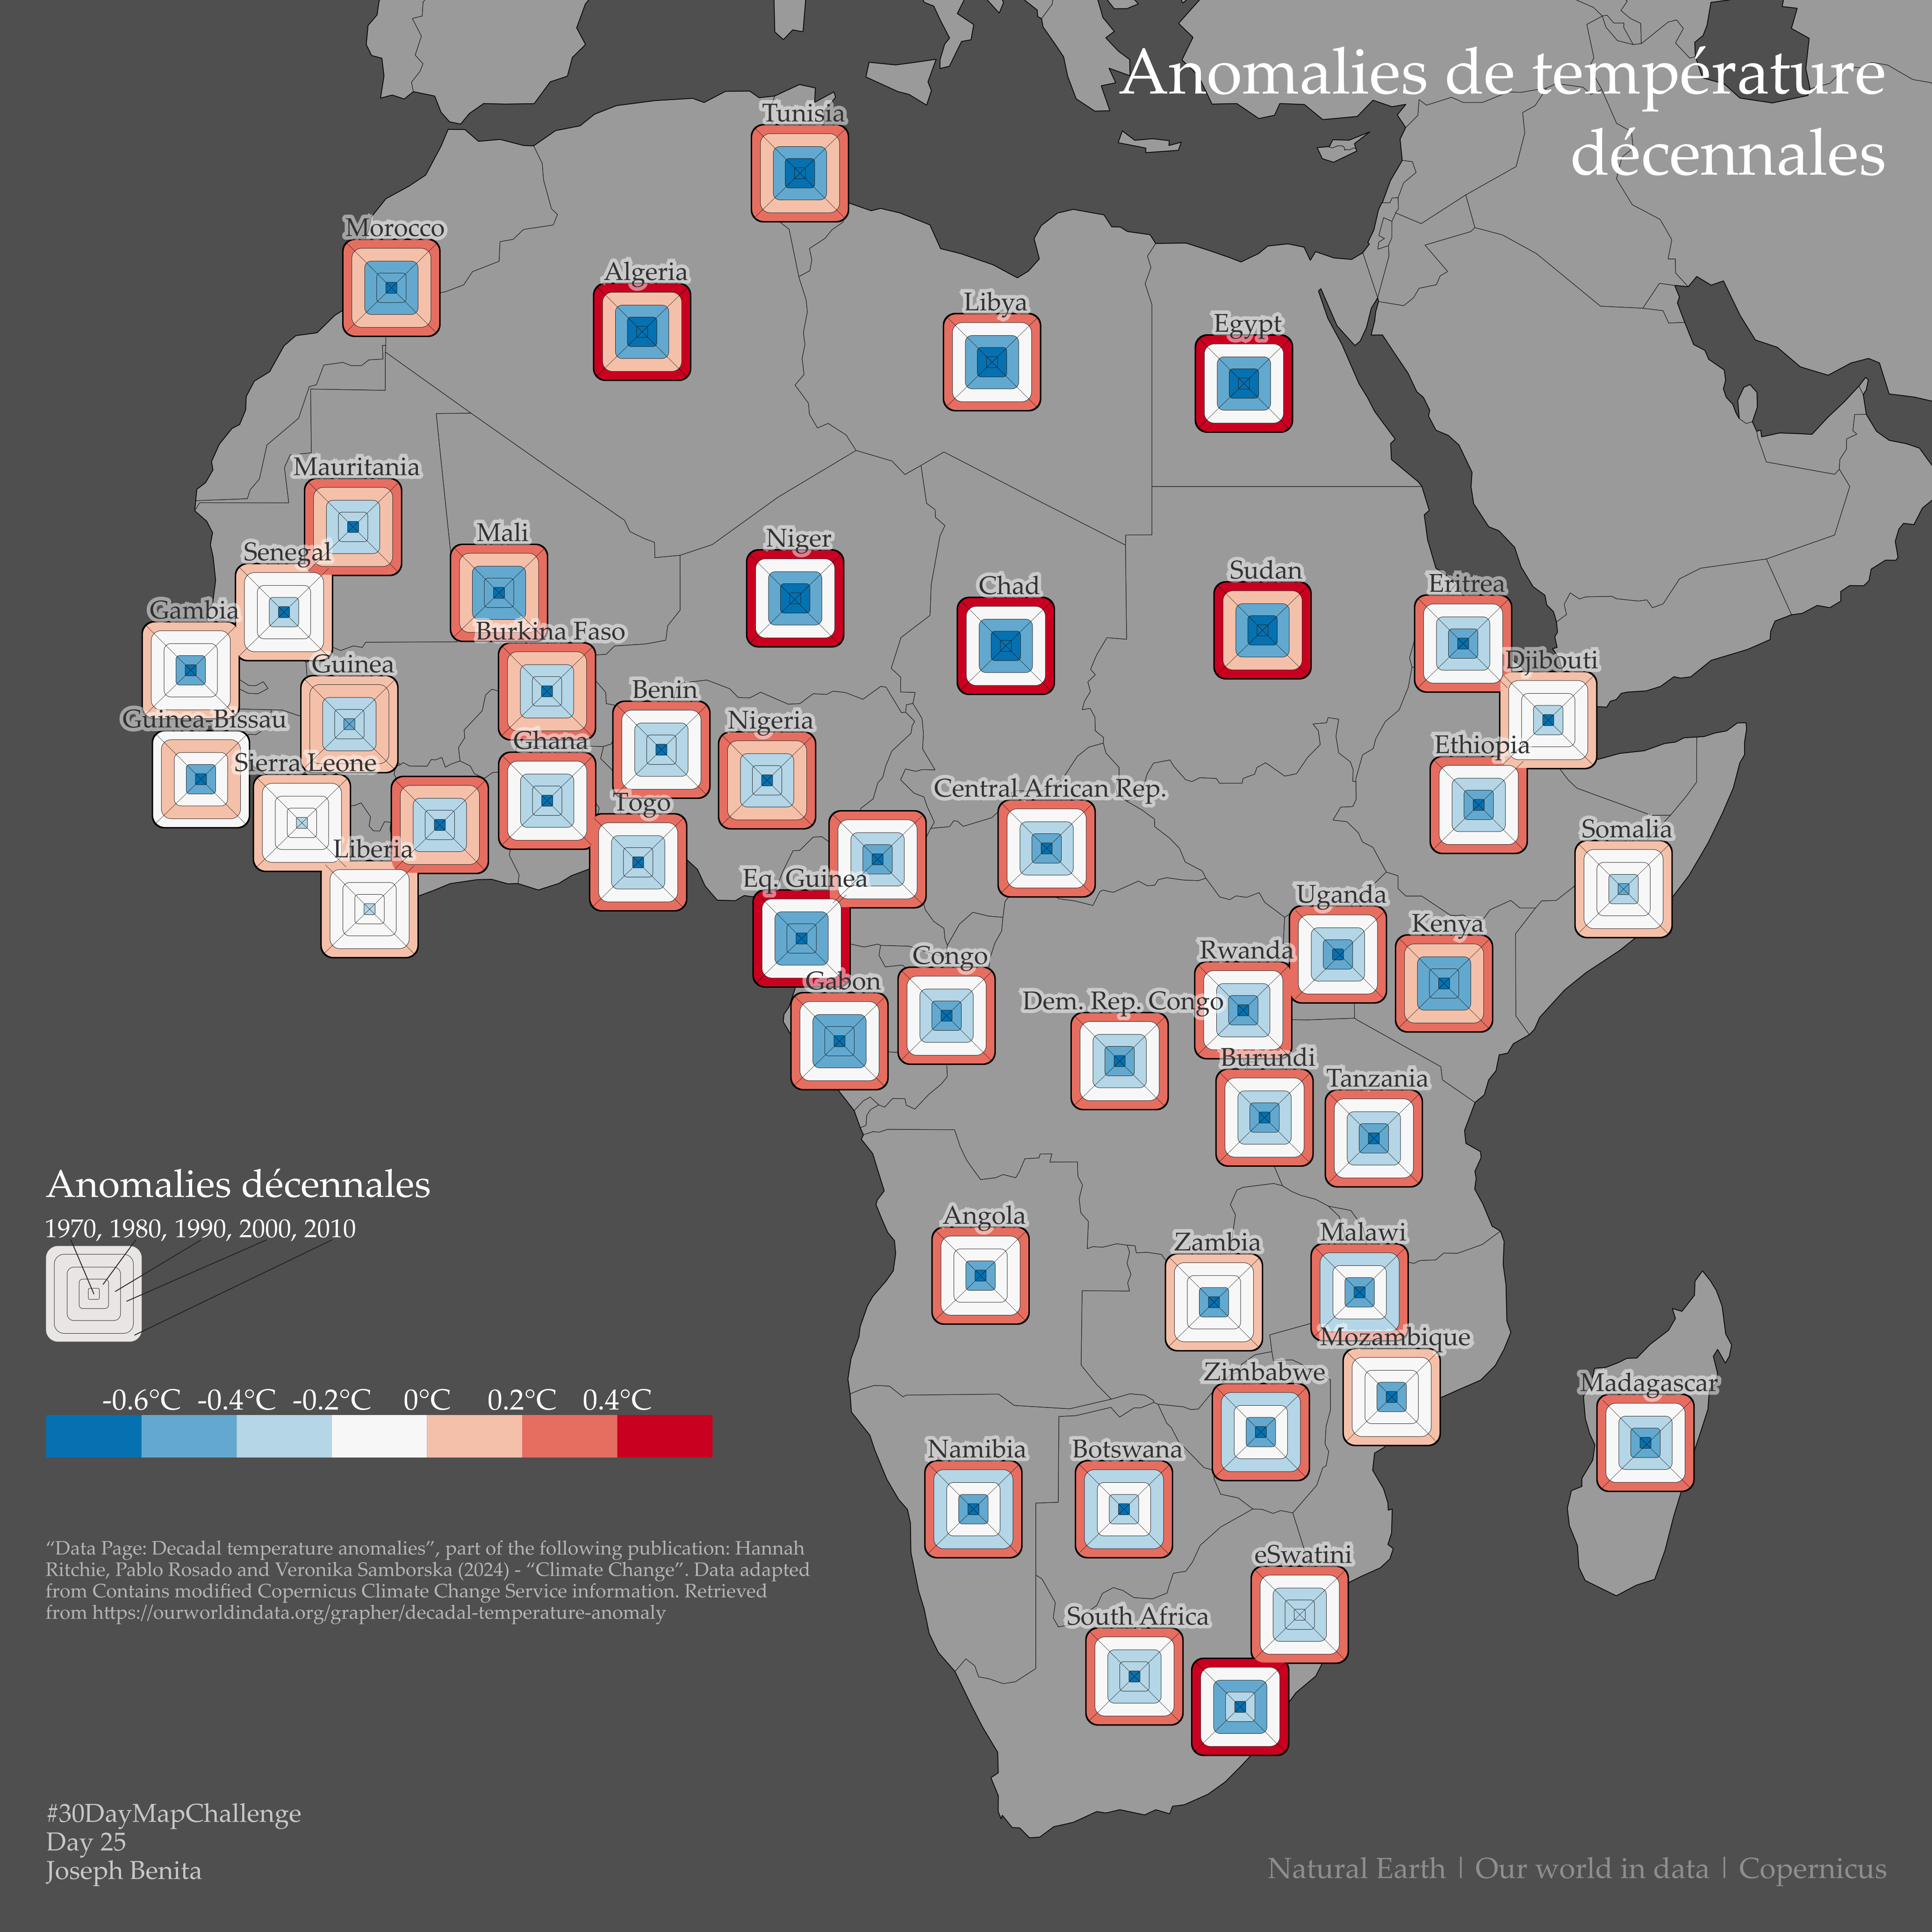 Anomalies de température
décennales
Tunisia
Morocco
Algeria
Libya
Egypt
Mauritania
Mali
Niger
Senegal
Sudan
Chad
Eritrea
Gambia
Burkina Faso
Djibouti
Guinea
Benin
Nigeria
Guinea-Bissau
Ghana
Ethiopia
Sierra Leone
Central African Rep.
Togo
Somalia
Liberia
Eq. Guinea
Uganda
Kenya
Rwanda
Congo
Gabon
Dem. Rep. Congo
Burundi
Tanzania
Angola
Zambia
Malawi
Mozambique
Zimbabwe
Madagascar
Namibia
Botswana
eSwatini
South Africa
Anomalies décennales
1970, 1980, 1990, 2000, 2010
-0.6°C -0.4°C -0.2°C 0°C 0.2°C 0.4°C
“Data Page: Decadal temperature anomalies”, part of the following publication: Hannah
Ritchie, Pablo Rosado and Veronika Samborska (2024) - “Climate Change”. Data adapted
from Contains modified Copernicus Climate Change Service information. Retrieved
from https://ourworldindata.org/grapher/decadal-temperature-anomaly
#30DayMapChallenge
Day 25
Joseph Benita
Natural Earth | Our world in data | Copernicus